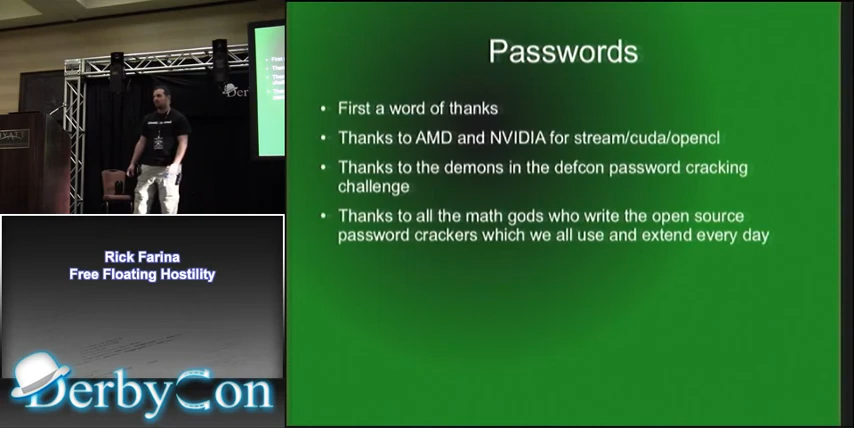 Passwords
• First a word of thanks
• Thanks to AMD and NVIDIA for stream/cuda/opencl
• Thanks to the demons in the defcon password cracking
challenge
• Thanks to all the math gods who write the open source
password crackers which we all use and extend every day
Rick Farina
Free Floating Hostility
DerbyCon